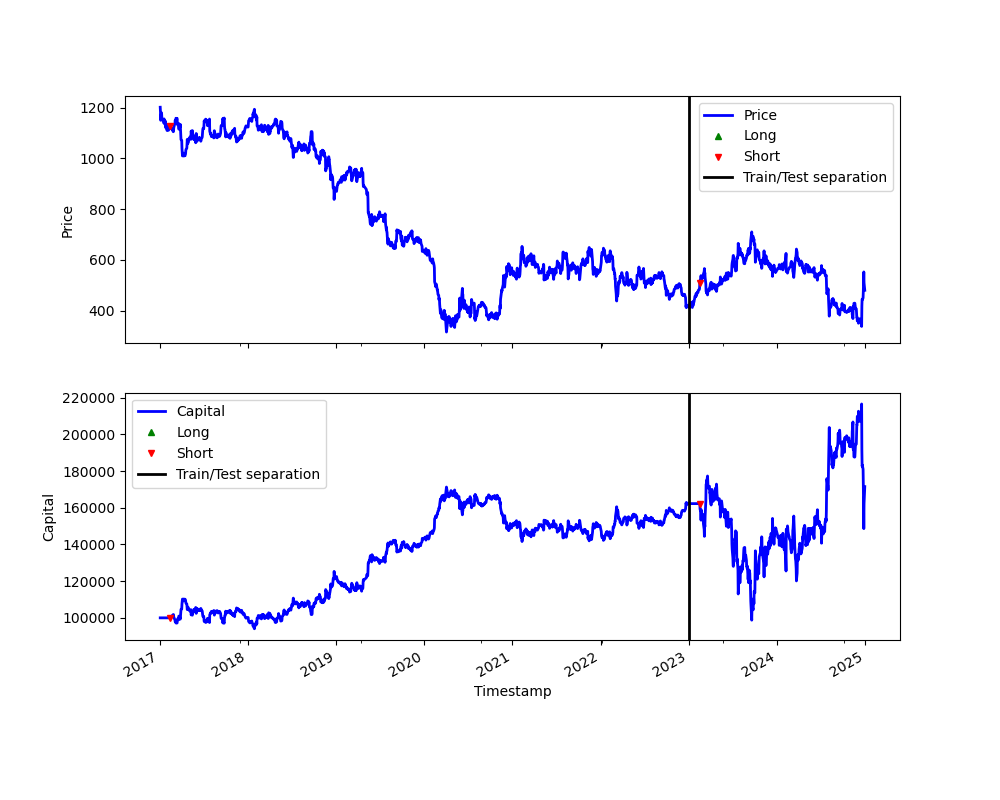 1200
1000
800
600
400
Price
Price
Long
Short
Train/Test separation
220000
200000
180000
160000
140000
120000
100000
Capital
Capital
Long
Short
Train/Test separation
2017
2018
2019
2020
2021
2022
2023
2024
2025
Timestamp